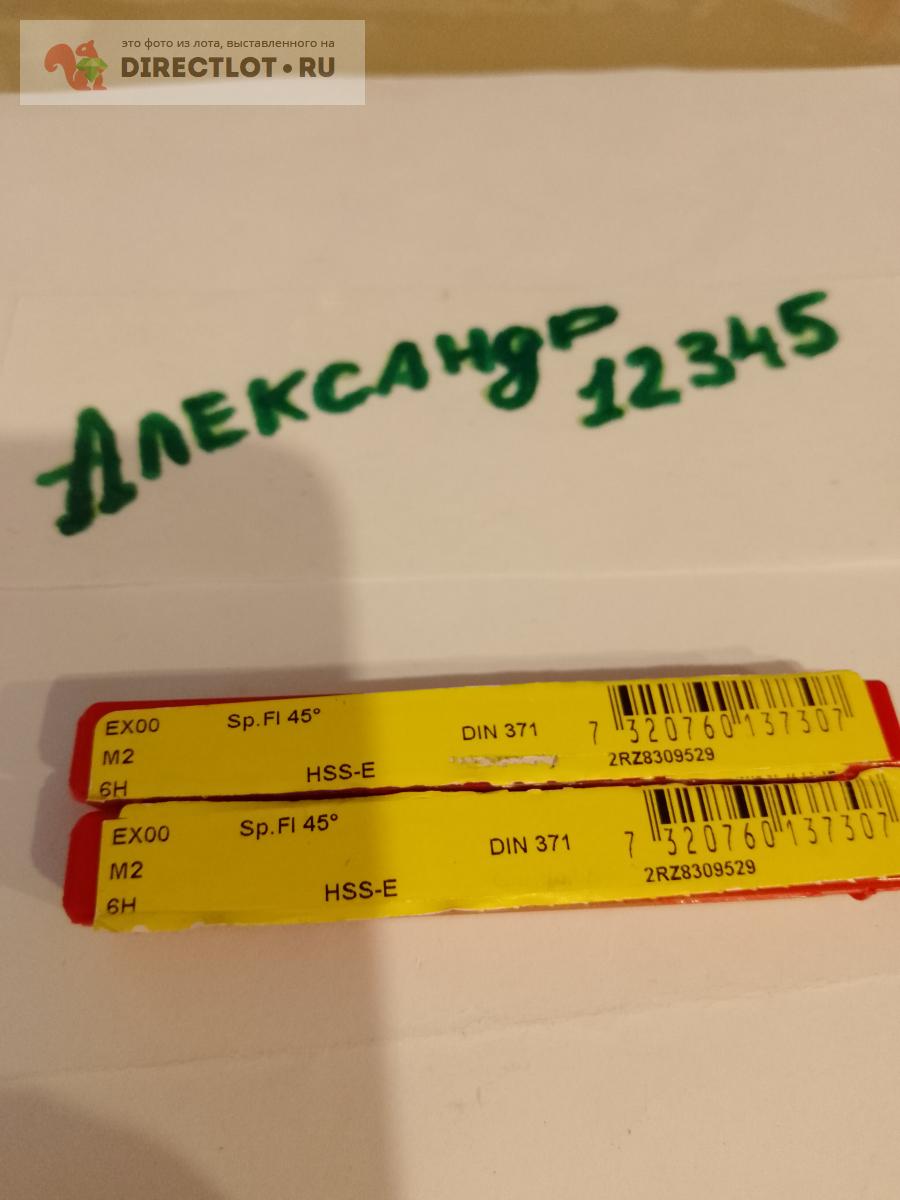 это фото из лота, выставленного на
DIRECTLOT•RU
Александр 12345
EX00 Sp.Fl 45° DIN 371 7 320760 137307
M2 2RZ8309529
6H HSS-E
EX00 Sp.Fl 45° DIN 371 7 320760 137307
M2 2RZ8309529
6H HSS-E